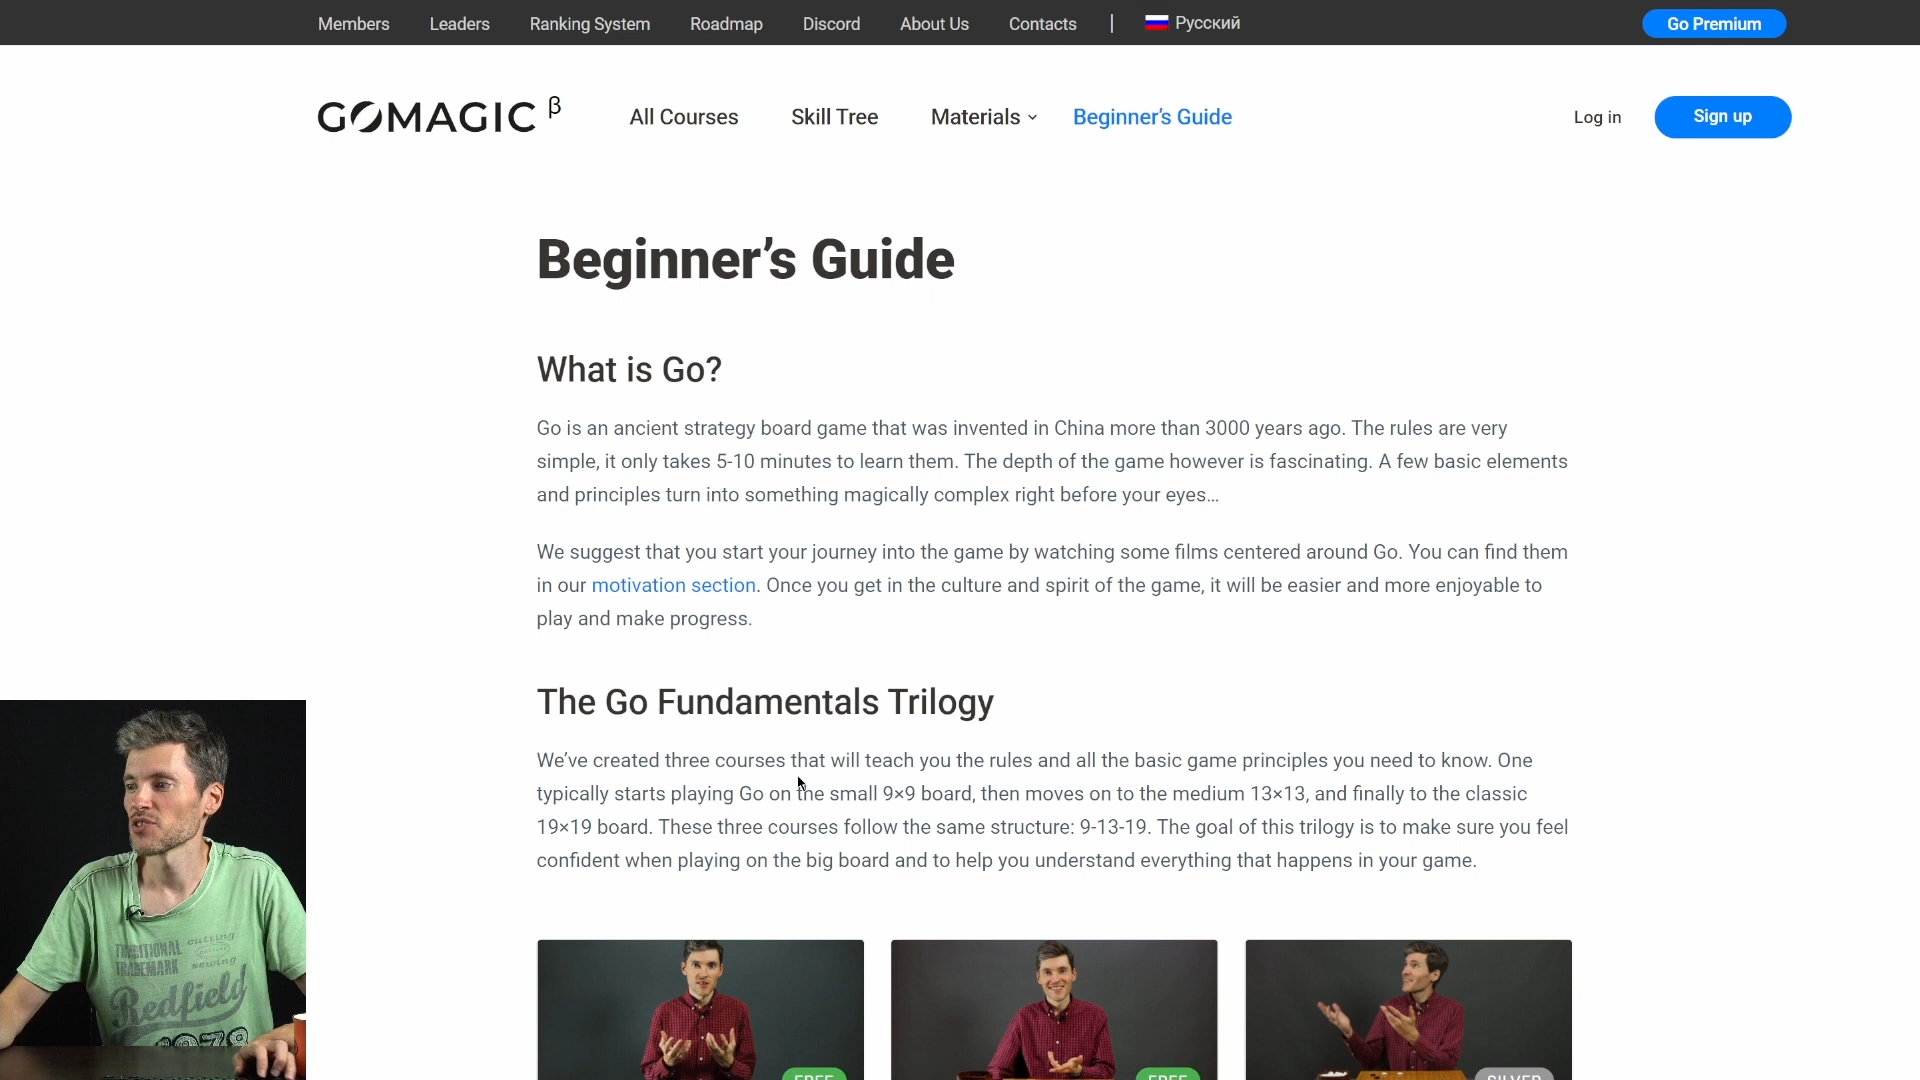 Members Leaders Ranking System Roadmap Discord About Us Contacts | Русский Go Premium
GOMAGIC β All Courses Skill Tree Materials Beginner’s Guide Log in Sign up
Beginner’s Guide
What is Go?
Go is an ancient strategy board game that was invented in China more than 3000 years ago. The rules are very
simple, it only takes 5-10 minutes to learn them. The depth of the game however is fascinating. A few basic elements
and principles turn into something magically complex right before your eyes…
We suggest that you start your journey into the game by watching some films centered around Go. You can find them
in our motivation section. Once you get in the culture and spirit of the game, it will be easier and more enjoyable to
play and make progress.
The Go Fundamentals Trilogy
We’ve created three courses that will teach you the rules and all the basic game principles you need to know. One
typically starts playing Go on the small 9×9 board, then moves on to the medium 13×13, and finally to the classic
19×19 board. These three courses follow the same structure: 9-13-19. The goal of this trilogy is to make sure you feel
confident when playing on the big board and to help you understand everything that happens in your game.
FREE FREE SILVER
TRADITIONAL cutting
TRADEMARK sewing
Redfield
1978